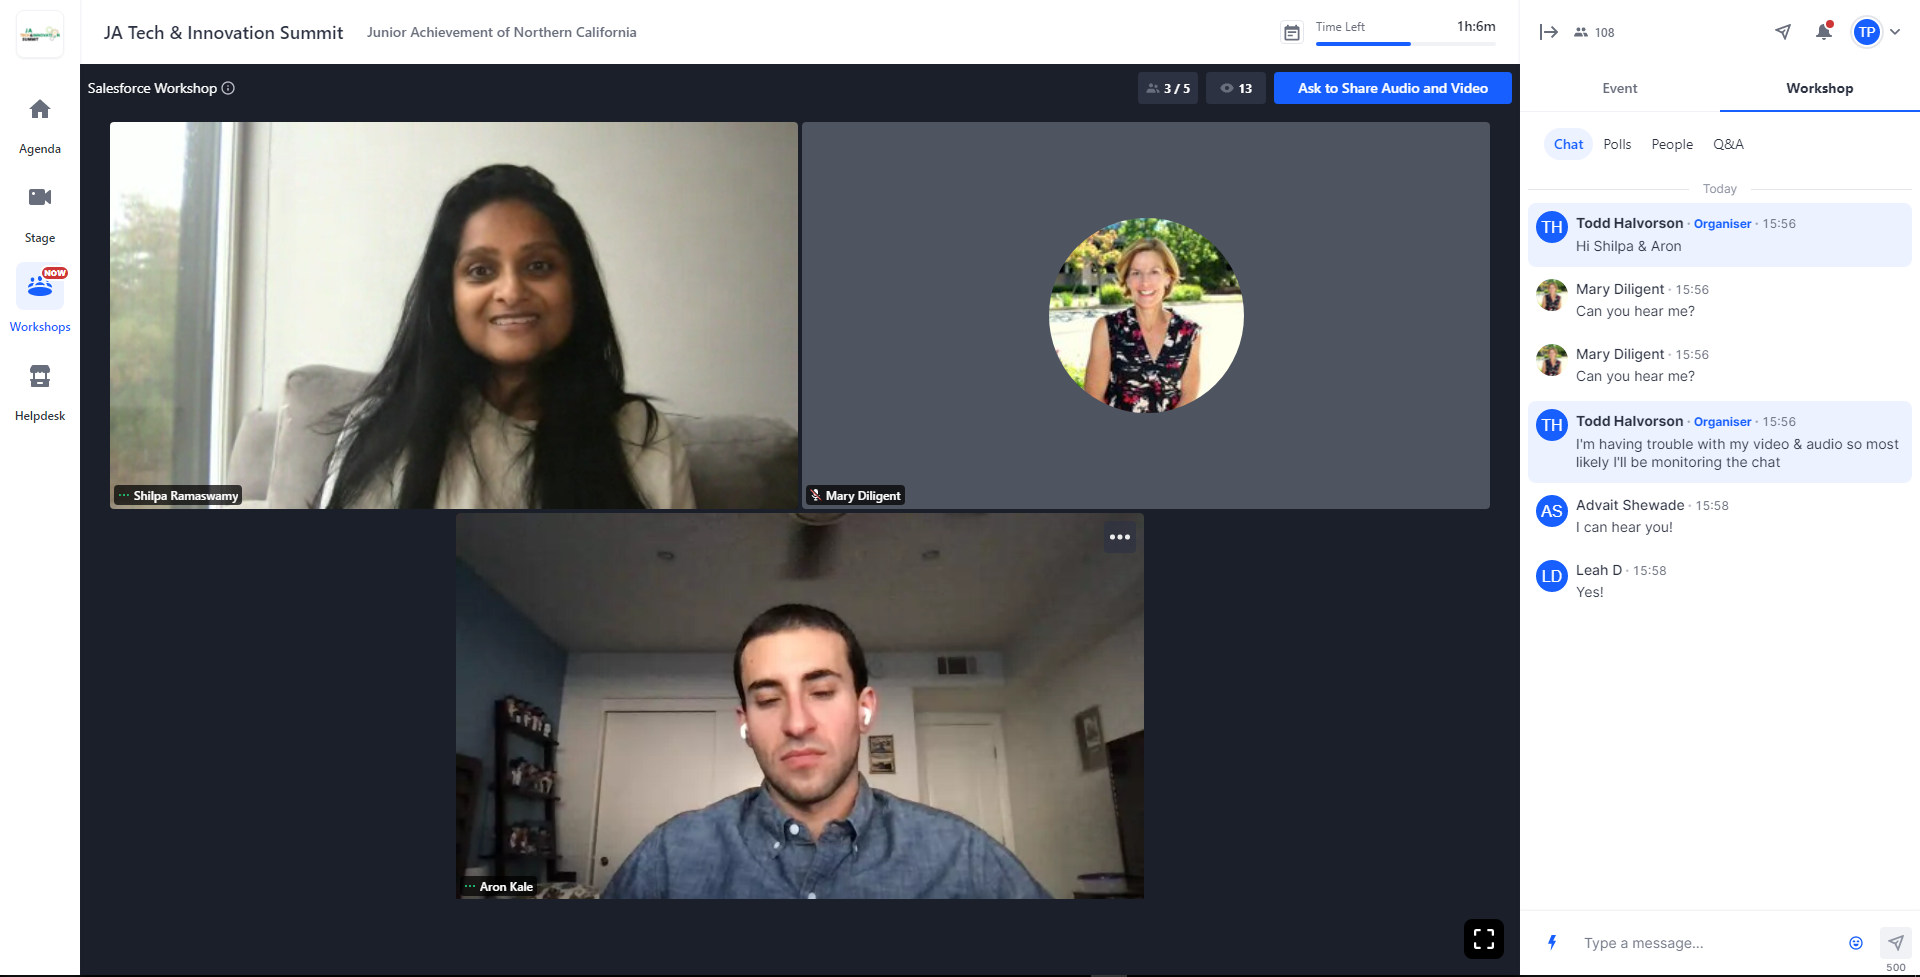 JA
SUMMIT
JA Tech & Innovation Summit
Junior Achievement of Northern California
Time Left
1h:6m
108
TP
Agenda
Stage
NOW
Workshops
Helpdesk
Salesforce Workshop
3 / 5
13
Ask to Share Audio and Video
Shilpa Ramaswamy
Mary Diligent
Aron Kale
Event
Workshop
Chat
Polls
People
Q&A
Today
TH
Todd Halvorson · Organiser · 15:56
Hi Shilpa & Aron
Mary Diligent · 15:56
Can you hear me?
Mary Diligent · 15:56
Can you hear me?
TH
Todd Halvorson · Organiser · 15:56
I'm having trouble with my video & audio so most
likely I'll be monitoring the chat
AS
Advait Shewade · 15:58
I can hear you!
LD
Leah D · 15:58
Yes!
Type a message...
500